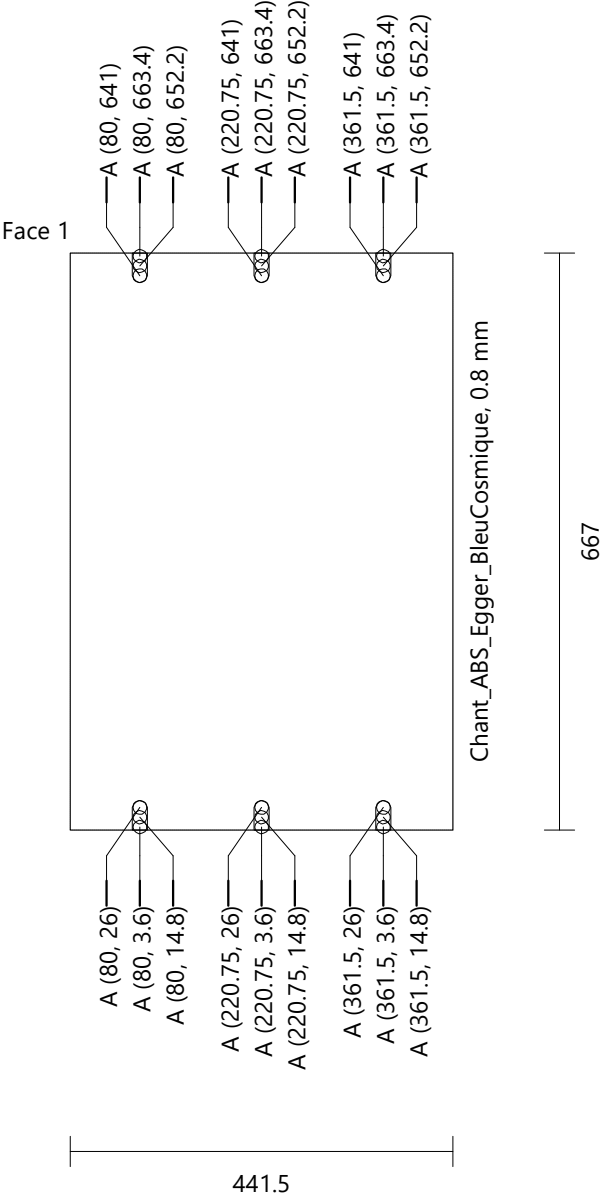 A (80, 641)
A (80, 663.4)
A (80, 652.2)
A (220.75, 641)
A (220.75, 663.4)
A (220.75, 652.2)
A (361.5, 641)
A (361.5, 663.4)
A (361.5, 652.2)
Face 1
Chant_ABS_Egger_BleuCosmique, 0.8 mm
667
A (80, 26)
A (80, 3.6)
A (80, 14.8)
A (220.75, 26)
A (220.75, 3.6)
A (220.75, 14.8)
A (361.5, 26)
A (361.5, 3.6)
A (361.5, 14.8)
441.5